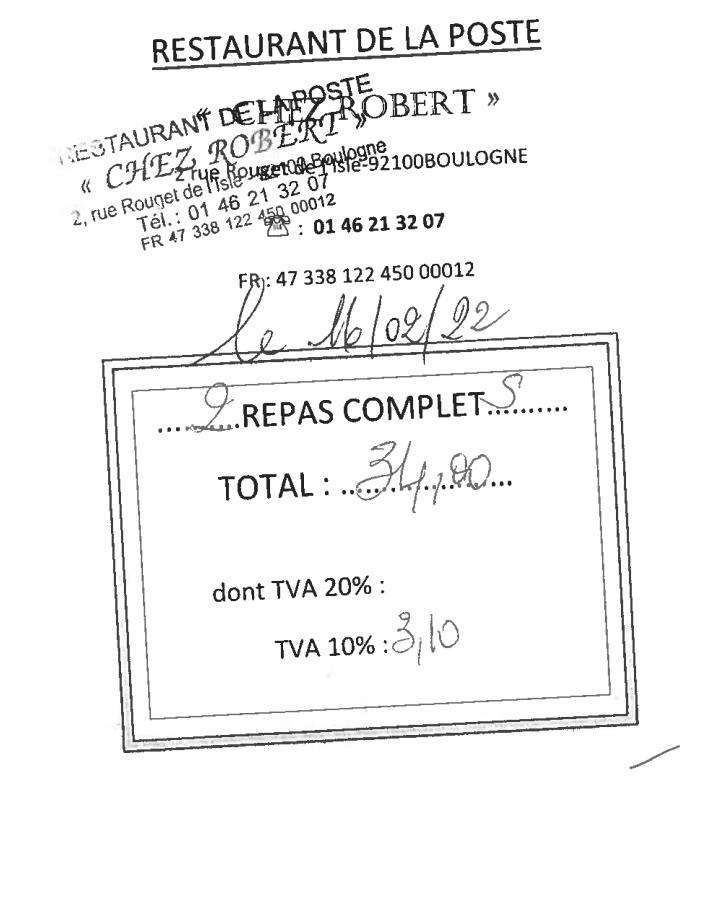 RESTAURANT DE LA POSTE
« CHEZ ROBERT »
2 rue Rouget de l'Isle-92100BOULOGNE
☎ : 01 46 21 32 07
FR : 47 338 122 450 00012
RESTAURANT DE LA POSTE
« CHEZ ROBERT »
2, rue Rouget de l'Isle - 92100 Boulogne
Tél. : 01 46 21 32 07
FR 47 338 122 450 00012
le 16/02/22
.....2.REPAS COMPLETS..........
TOTAL : 34,00
dont TVA 20% :
TVA 10% : 3,10